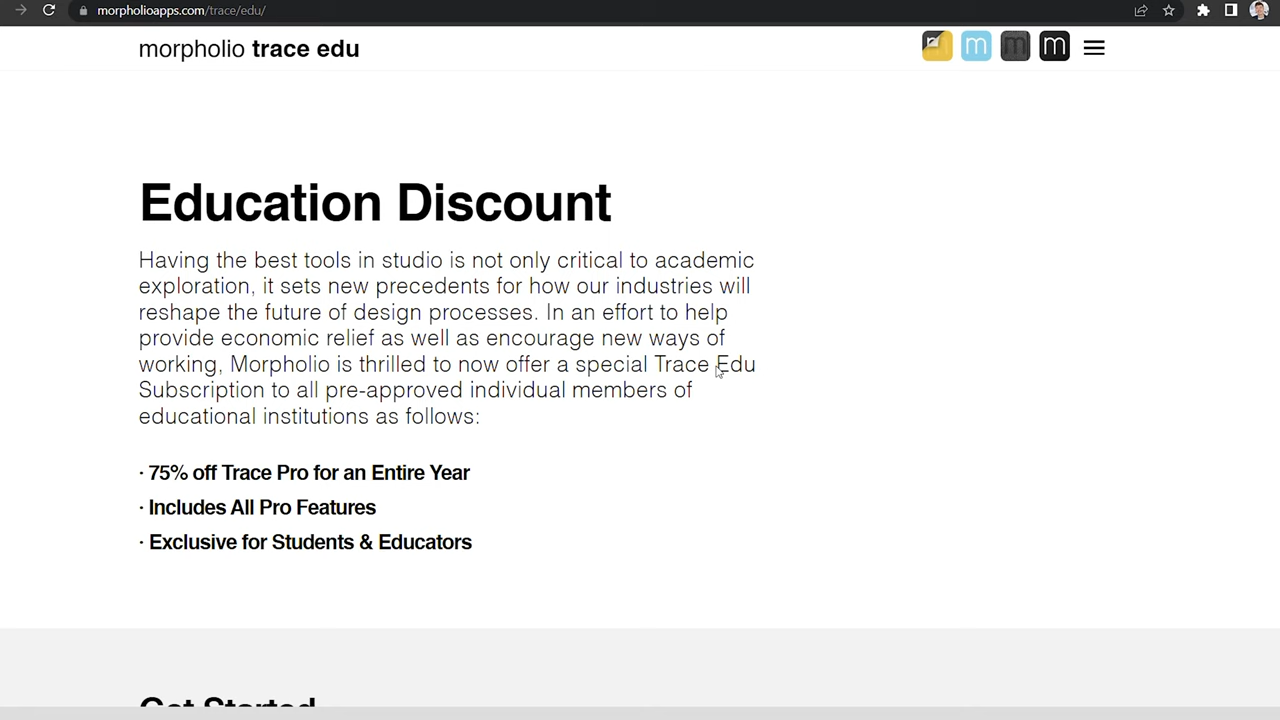 morpholioapps.com/trace/edu/
morpholio trace edu
m m m
Education Discount
Having the best tools in studio is not only critical to academic
exploration, it sets new precedents for how our industries will
reshape the future of design processes. In an effort to help
provide economic relief as well as encourage new ways of
working, Morpholio is thrilled to now offer a special Trace Edu
Subscription to all pre-approved individual members of
educational institutions as follows:
· 75% off Trace Pro for an Entire Year
· Includes All Pro Features
· Exclusive for Students & Educators
Get Started